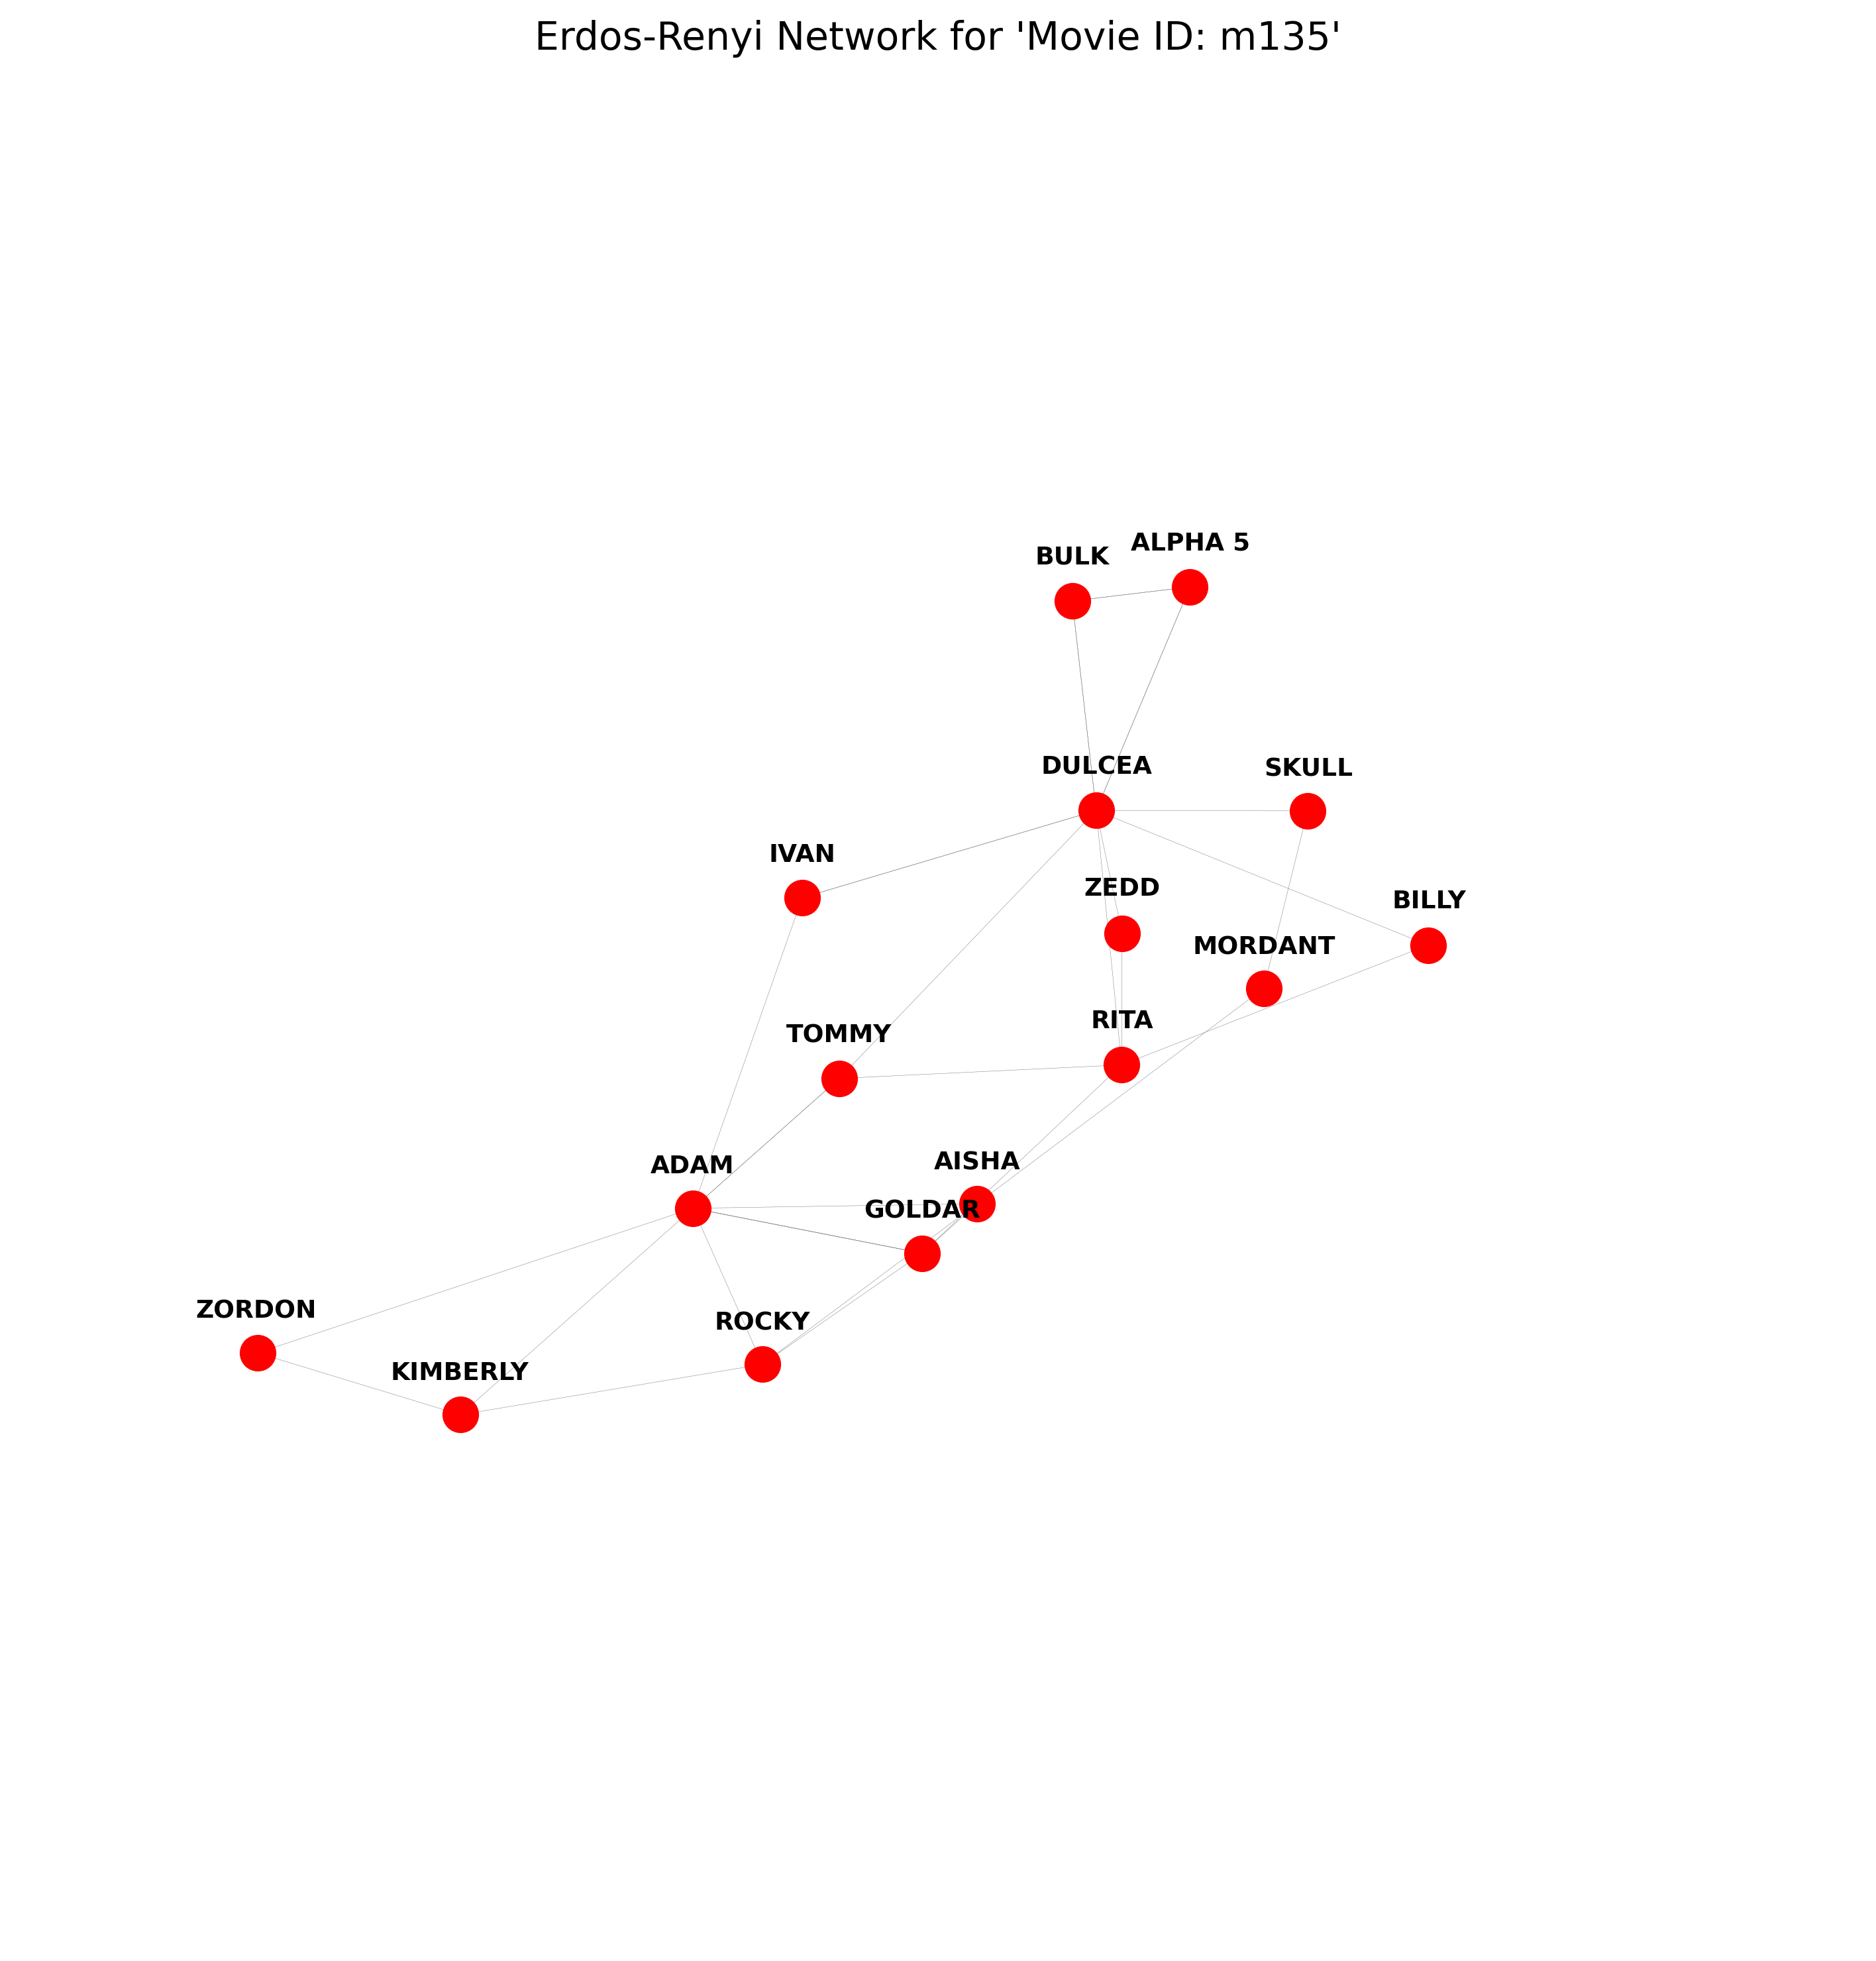 Erdos-Renyi Network for 'Movie ID: m135'
ALPHA 5
BULK
DULCEA
SKULL
IVAN
ZEDD
BILLY
MORDANT
RITA
TOMMY
AISHA
ADAM
GOLDAR
ZORDON
ROCKY
KIMBERLY